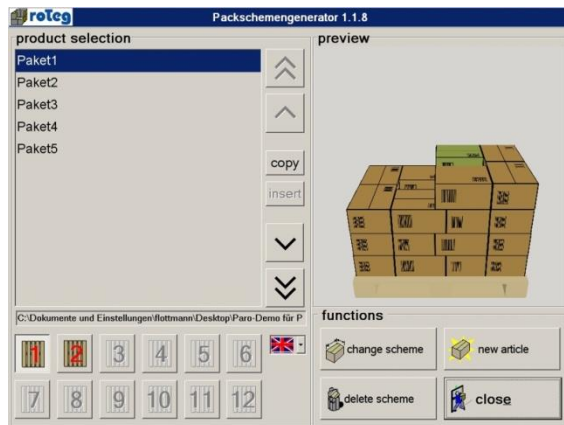 roTeg
Packschemengenerator 1.1.8
product selection
Paket1
Paket2
Paket3
Paket4
Paket5
copy
insert
C:\Dokumente und Einstellungen\flottmann\Desktop\Paro-Demo für P
1 2 3 4 5 6
7 8 9 10 11 12
preview
functions
change scheme
new article
delete scheme
close